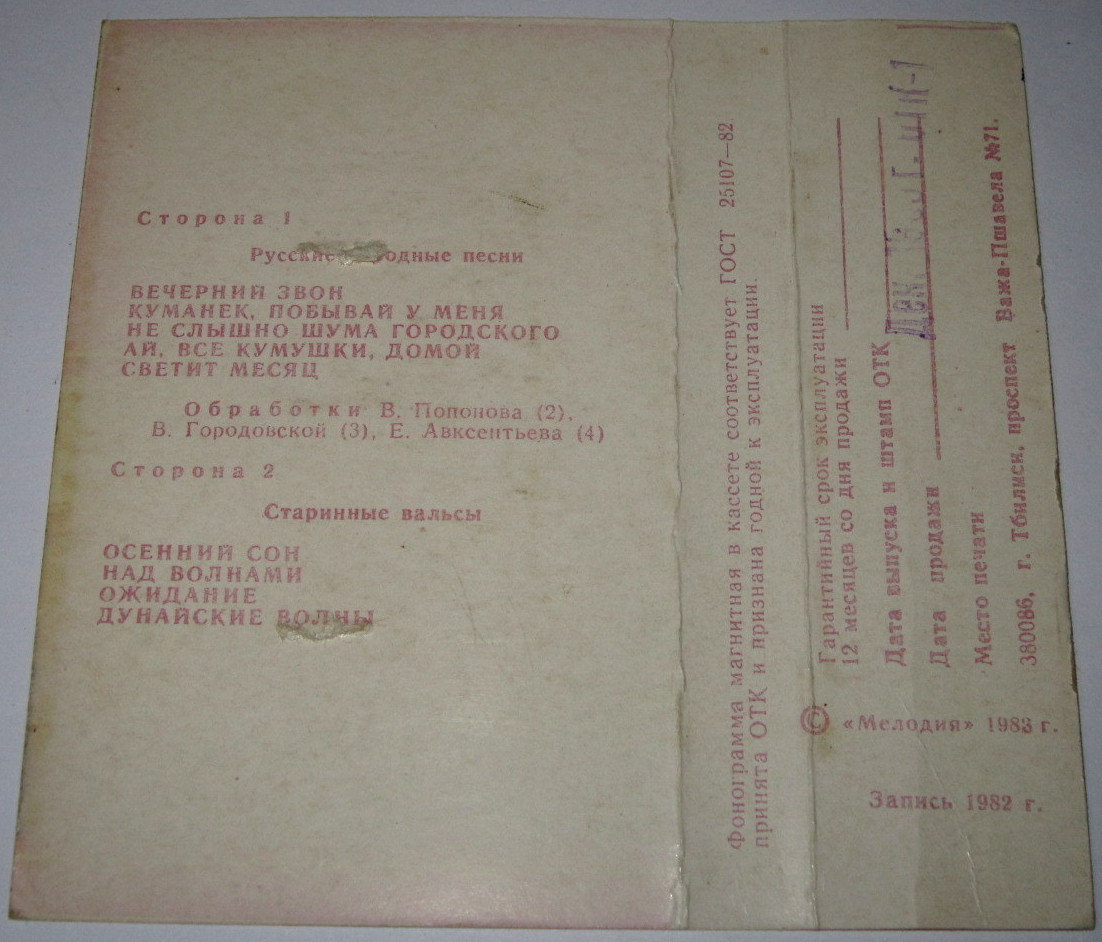 Сторона 1
Русские родные песни
ВЕЧЕРНИЙ ЗВОН
КУМАНЕК, ПОБЫВАЙ У МЕНЯ
НЕ СЛЫШНО ШУМА ГОРОДСКОГО
АЙ, ВСЕ КУМУШКИ, ДОМОЙ
СВЕТИТ МЕСЯЦ
Обработки В. Попонова (2),
В. Городовской (3), Е. Авксентьева (4)
Сторона 2
Старинные вальсы
ОСЕННИЙ СОН
НАД ВОЛНАМИ
ОЖИДАНИЕ
ДУНАЙСКИЕ ВОЛНЫ
Фонограмма магнитная в кассете соответствует ГОСТ 25107—82
принята ОТК и признана годной к эксплуатации.
Гарантийный срок эксплуатации
12 месяцев со дня продажи
Дата выпуска и штамп ОТК
Дата продажи
Место печати
380086, г. Тбилиси, проспект Важа-Пшавела №71.
© «Мелодия» 1983 г.
Запись 1982 г.